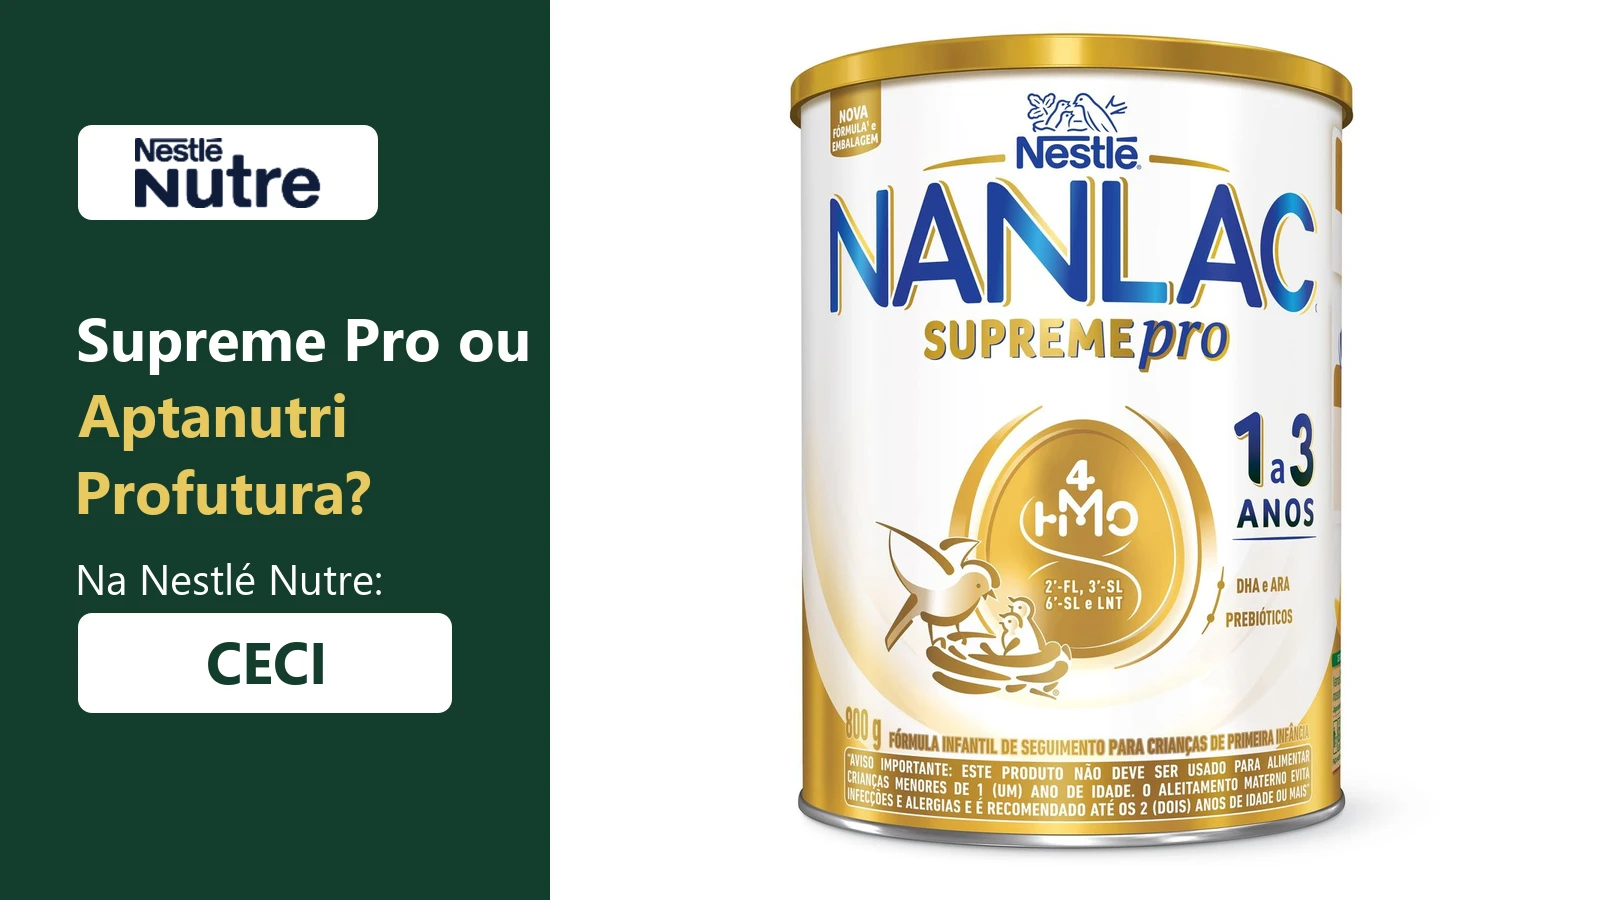 Nestlé
Nutre
Supreme Pro ou
Aptanutri
Profutura?
Na Nestlé Nutre:
CECI
NOVA
FÓRMULA¹ e
EMBALAGEM
Nestlé
NANLAC
SUPREME pro
1 a 3
ANOS
4
HMO
2'-FL, 3'-SL
6'-SL e LNT
DHA e ARA
PREBIÓTICOS
800 g FÓRMULA INFANTIL DE SEGUIMENTO PARA CRIANÇAS DE PRIMEIRA INFÂNCIA
"AVISO IMPORTANTE: ESTE PRODUTO NÃO DEVE SER USADO PARA ALIMENTAR
CRIANÇAS MENORES DE 1 (UM) ANO DE IDADE. O ALEITAMENTO MATERNO EVITA
INFECÇÕES E ALERGIAS E É RECOMENDADO ATÉ OS 2 (DOIS) ANOS DE IDADE OU MAIS"